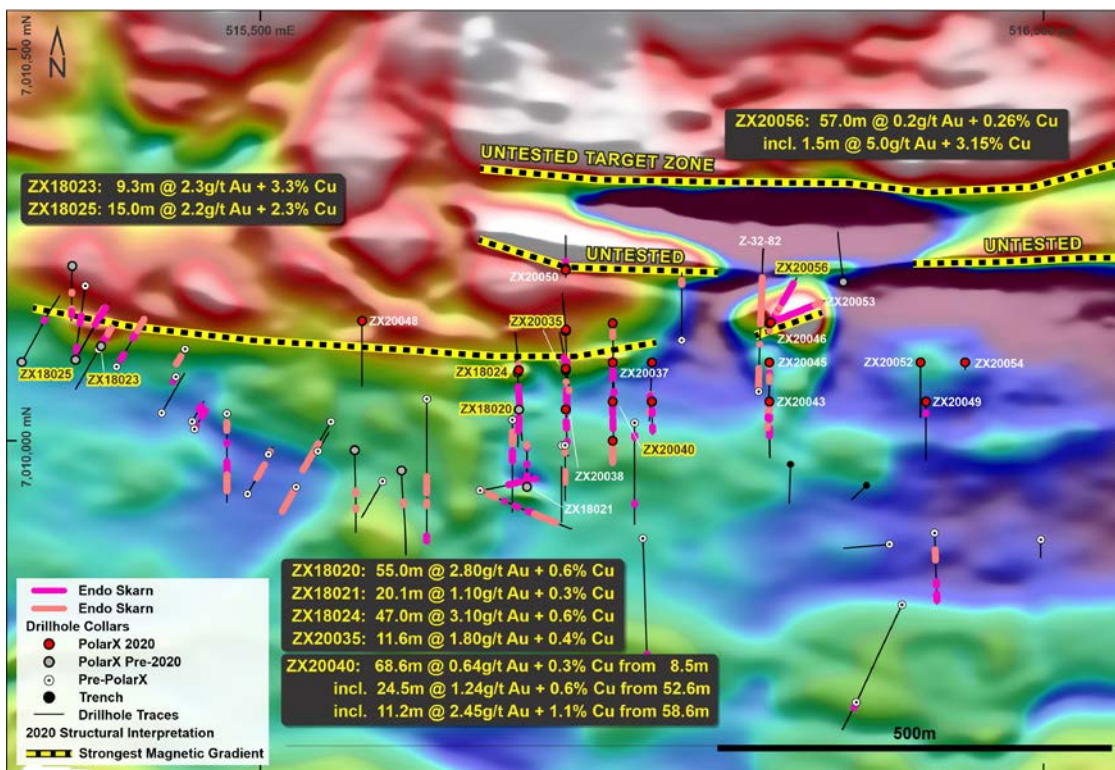 515,500 mE
7,010,500 mN
N
ZX20056: 57.0m @ 0.2g/t Au + 0.26% Cu
incl. 1.5m @ 5.0g/t Au + 3.15% Cu
UNTESTED TARGET ZONE
ZX18023: 9.3m @ 2.3g/t Au + 3.3% Cu
ZX18025: 15.0m @ 2.2g/t Au + 2.3% Cu
UNTESTED
Z-32-82
UNTESTED
ZX20050
ZX20056
ZX20053
ZX20048
ZX20035
ZX20046
ZX18025
ZX18023
ZX18024
ZX20037
ZX20045
ZX20052
ZX20054
ZX18020
ZX20043
ZX20049
7,010,000 mN
ZX20040
ZX20038
ZX18021
ZX18020: 55.0m @ 2.80g/t Au + 0.6% Cu
ZX18021: 20.1m @ 1.10g/t Au + 0.3% Cu
ZX18024: 47.0m @ 3.10g/t Au + 0.6% Cu
ZX20035: 11.6m @ 1.80g/t Au + 0.4% Cu
ZX20040: 68.6m @ 0.64g/t Au + 0.3% Cu from 8.5m
incl. 24.5m @ 1.24g/t Au + 0.6% Cu from 52.6m
incl. 11.2m @ 2.45g/t Au + 1.1% Cu from 58.6m
Endo Skarn
Endo Skarn
Drillhole Collars
PolarX 2020
PolarX Pre-2020
Pre-PolarX
Trench
Drillhole Traces
2020 Structural Interpretation
Strongest Magnetic Gradient
500m